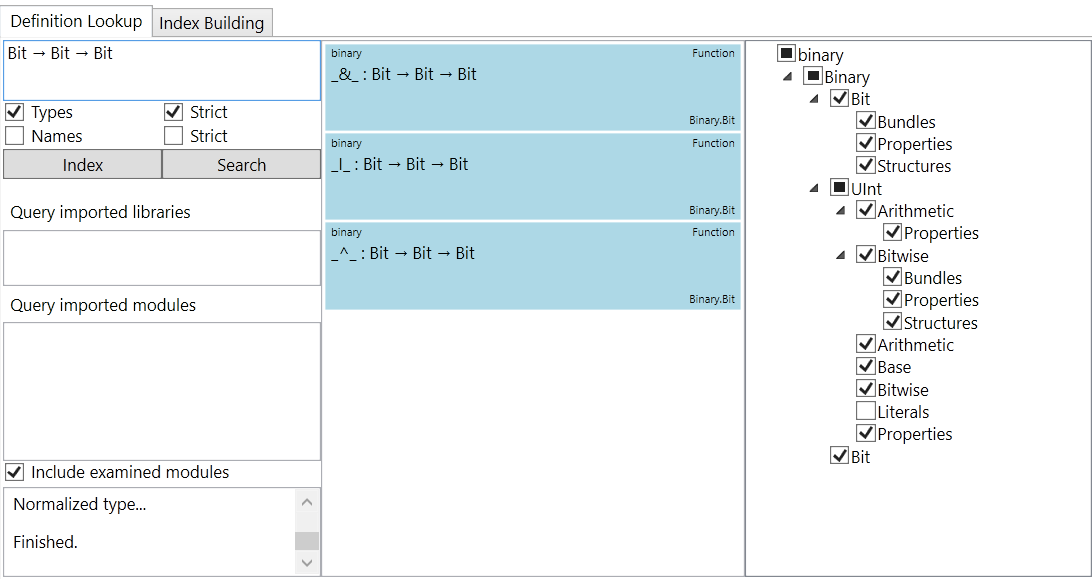 Definition Lookup
Index Building
Bit → Bit → Bit
Types
Strict
Names
Strict
Index
Search
Query imported libraries
Query imported modules
Include examined modules
Normalized type...
Finished.
binary
Function
_&_ : Bit → Bit → Bit
Binary.Bit
binary
Function
_|_ : Bit → Bit → Bit
Binary.Bit
binary
Function
_^_ : Bit → Bit → Bit
Binary.Bit
binary
Binary
Bit
Bundles
Properties
Structures
UInt
Arithmetic
Properties
Bitwise
Bundles
Properties
Structures
Arithmetic
Base
Bitwise
Literals
Properties
Bit